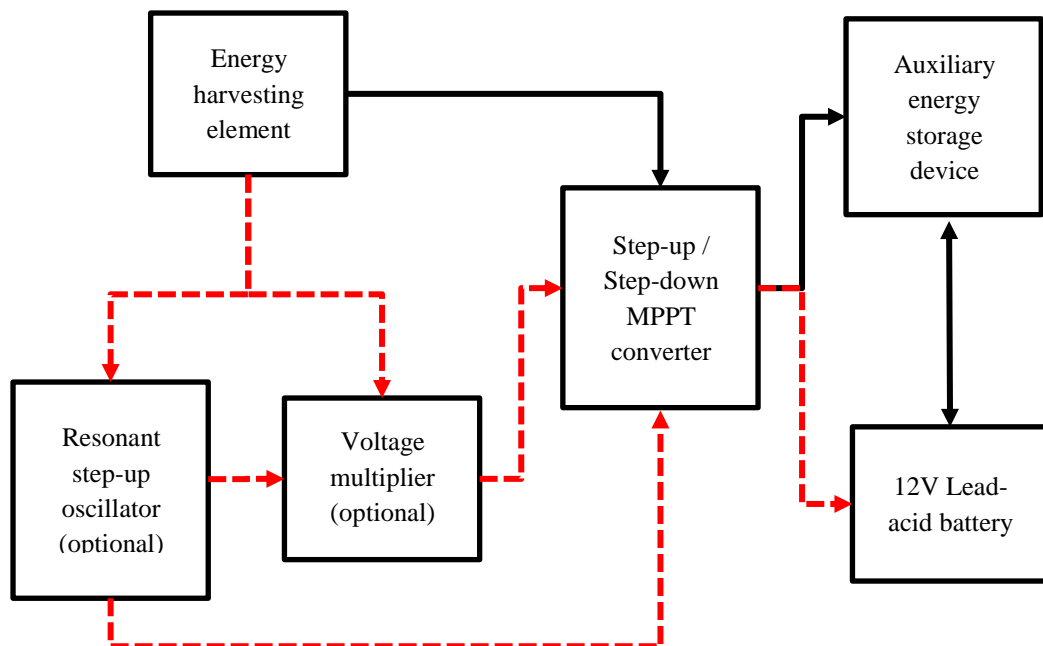 Energy
harvesting
element
Auxiliary
energy
storage
device
Step-up /
Step-down
MPPT
converter
Resonant
step-up
oscillator
(optional)
Voltage
multiplier
(optional)
12V Lead-
acid battery